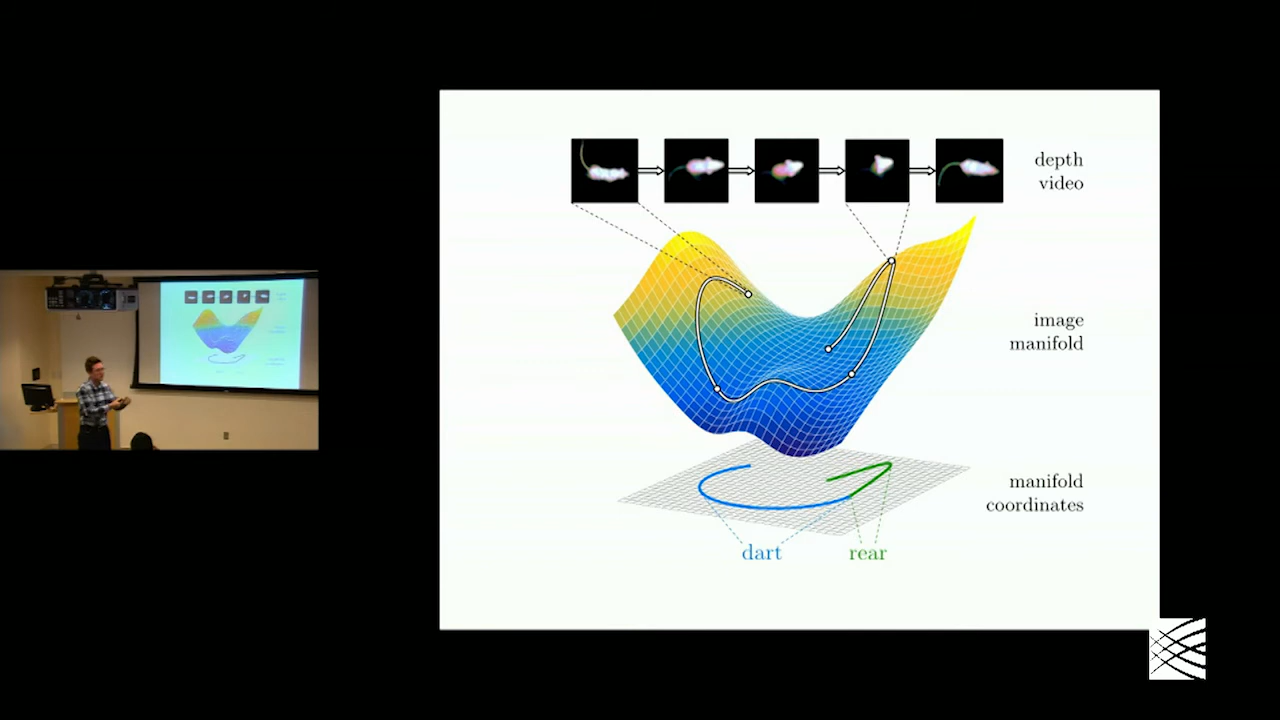 depth
video
image
manifold
manifold
coordinates
dart
rear